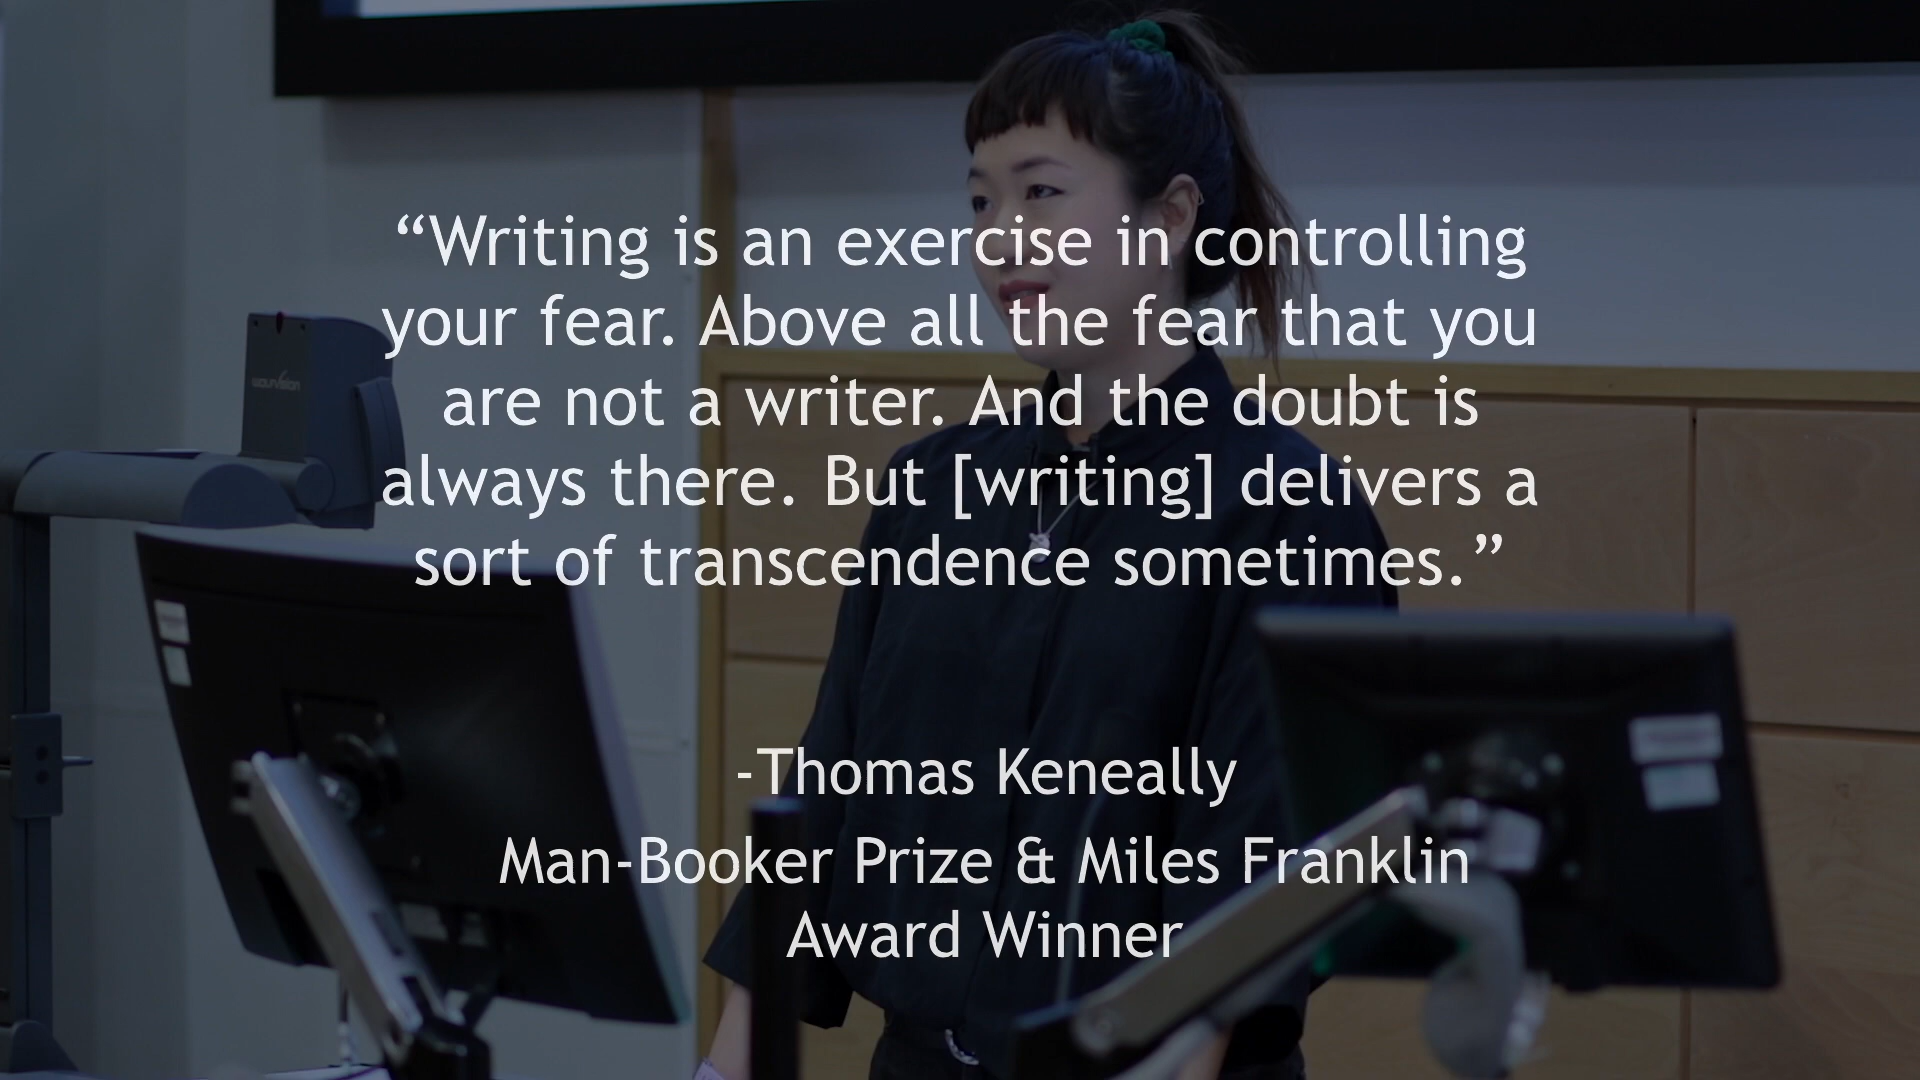 “Writing is an exercise in controlling
your fear. Above all the fear that you
are not a writer. And the doubt is
always there. But [writing] delivers a
sort of transcendence sometimes.”
wolfvision
-Thomas Keneally
Man-Booker Prize & Miles Franklin
Award Winner